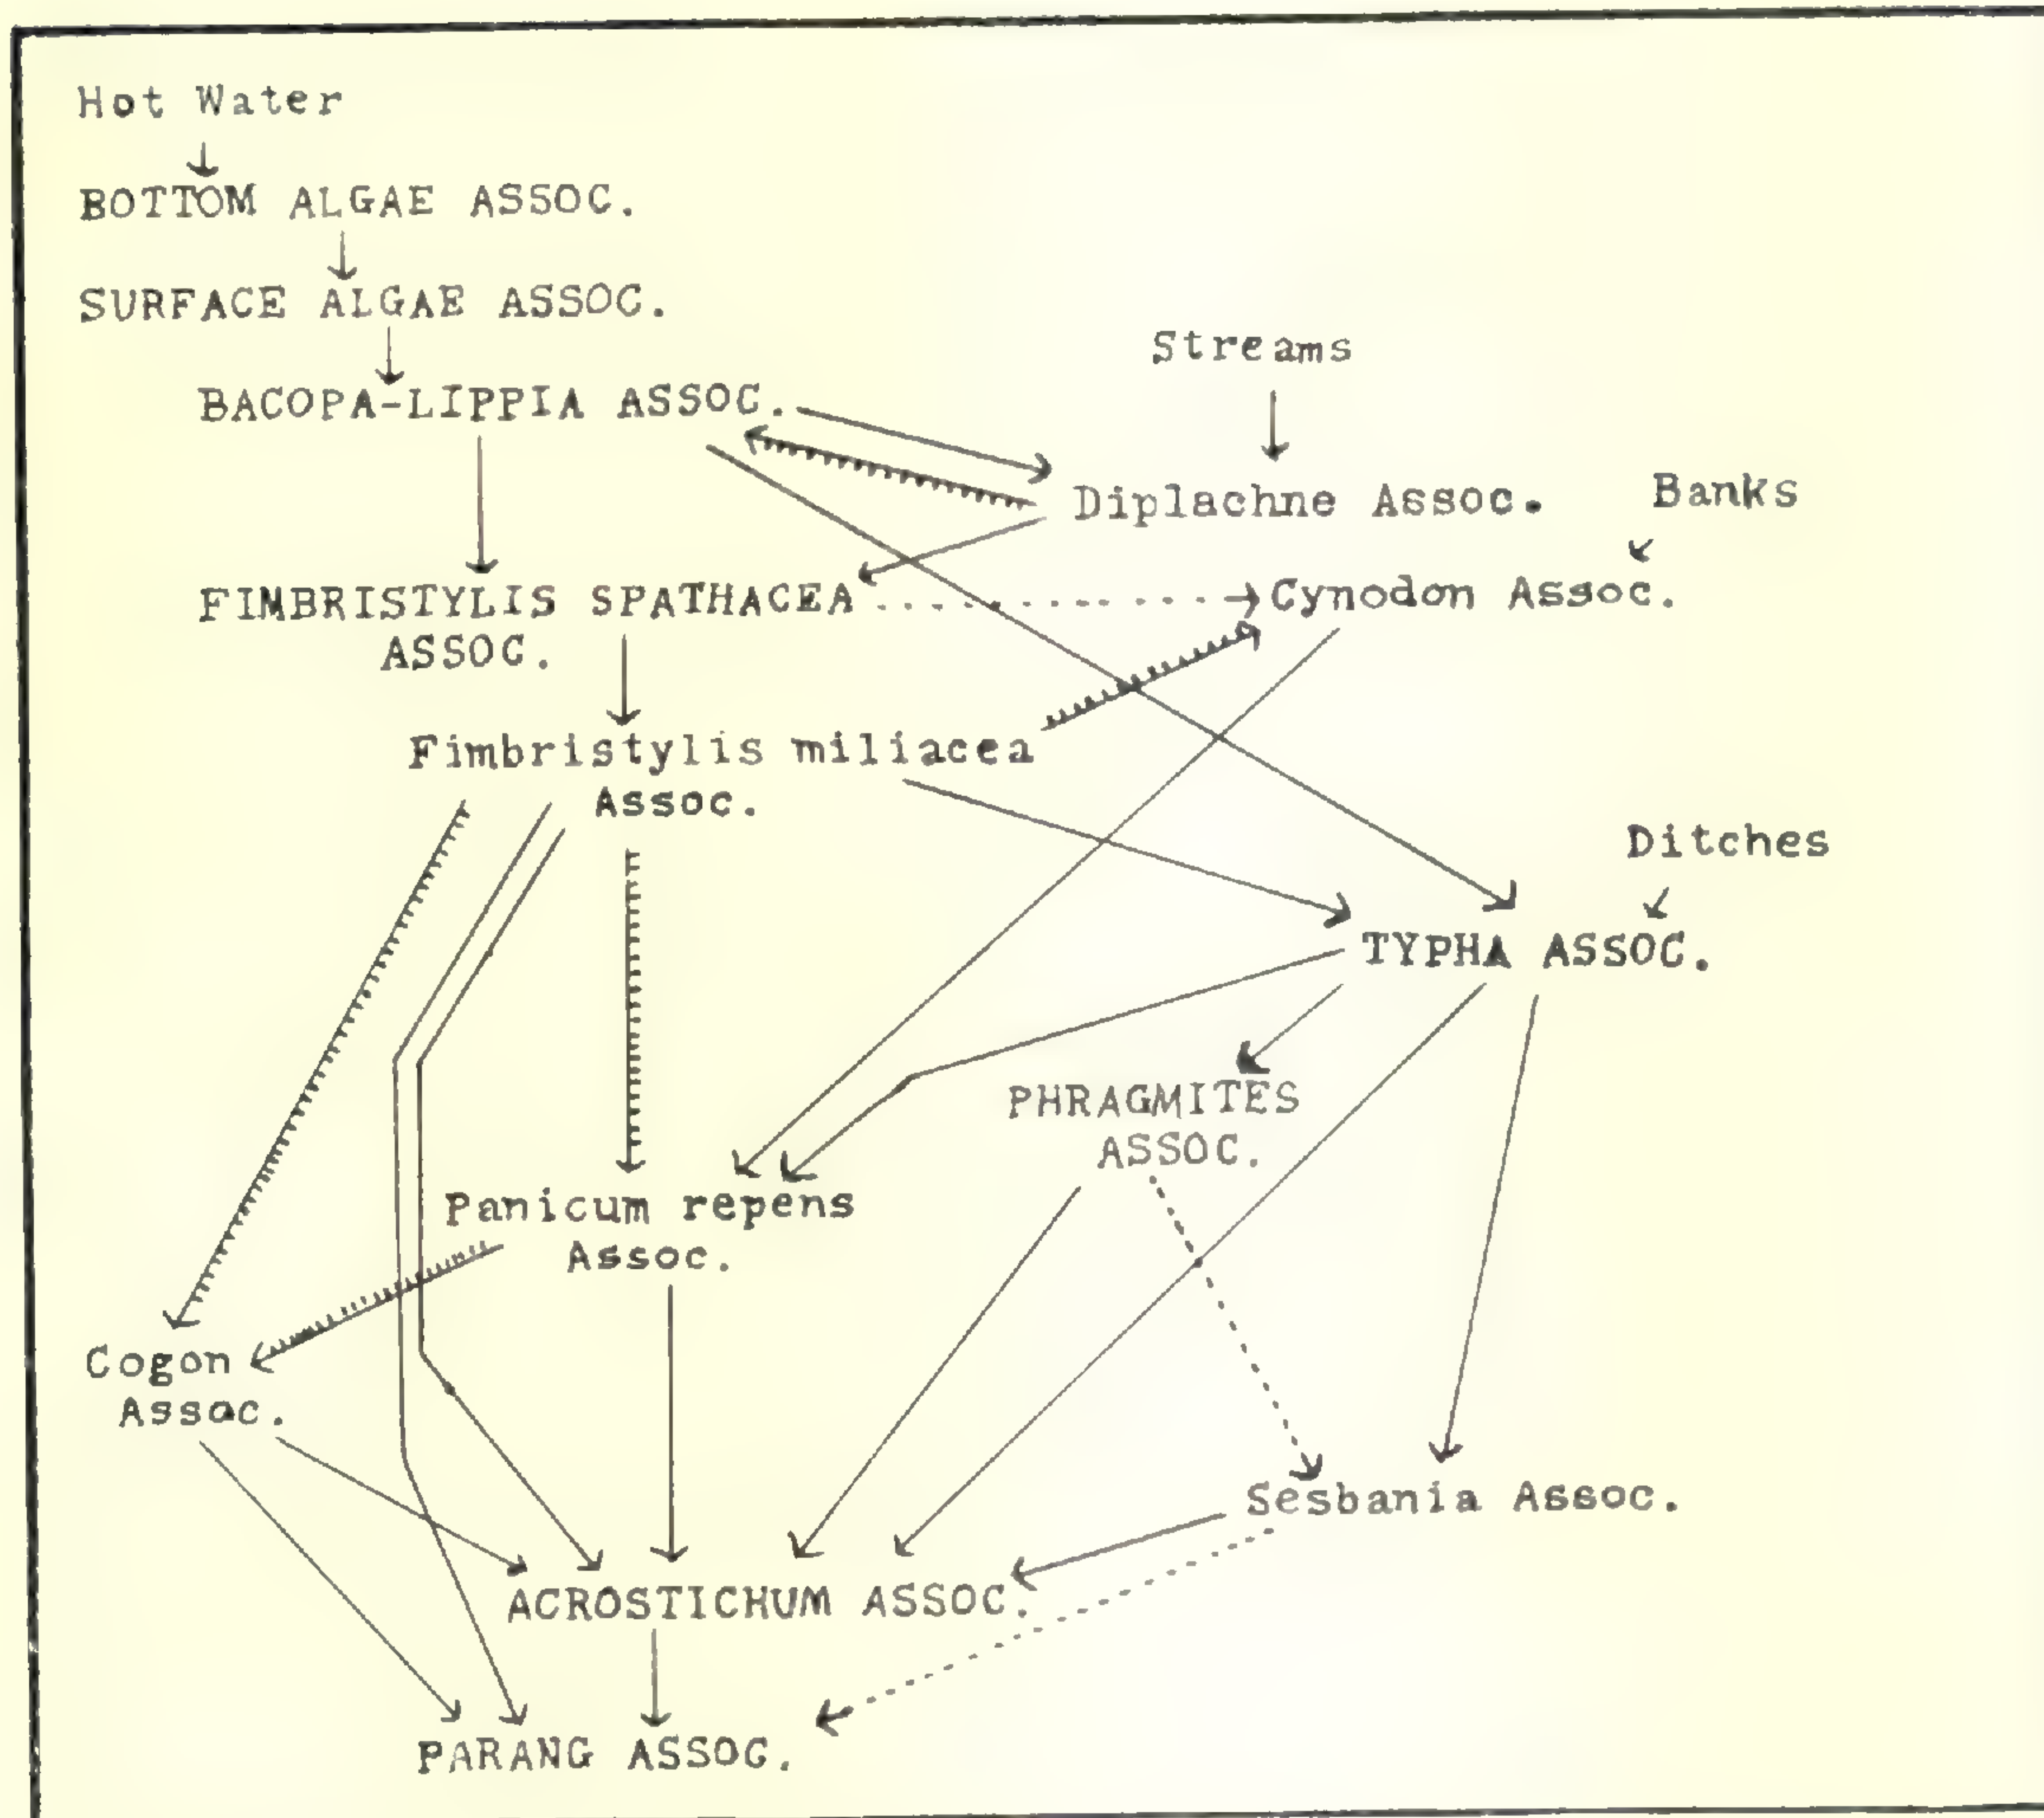 Hot Water
BOTTOM ALGAE ASSOC.
SURFACE ALGAE ASSOC.
Streams
BACOPA-LIPPIA ASSOC.
Diplachne Assoc.
Banks
FIMBRISTYLIS SPATHACEA
ASSOC.
Cynodon Assoc.
Fimbristylis miliacea
Assoc.
Ditches
TYPHA ASSOC.
PHRAGMITES
ASSOC.
Panicum repens
Assoc.
Cogon
Assoc.
Sesbania Assoc.
ACROSTICHUM ASSOC.
PARANG ASSOC.